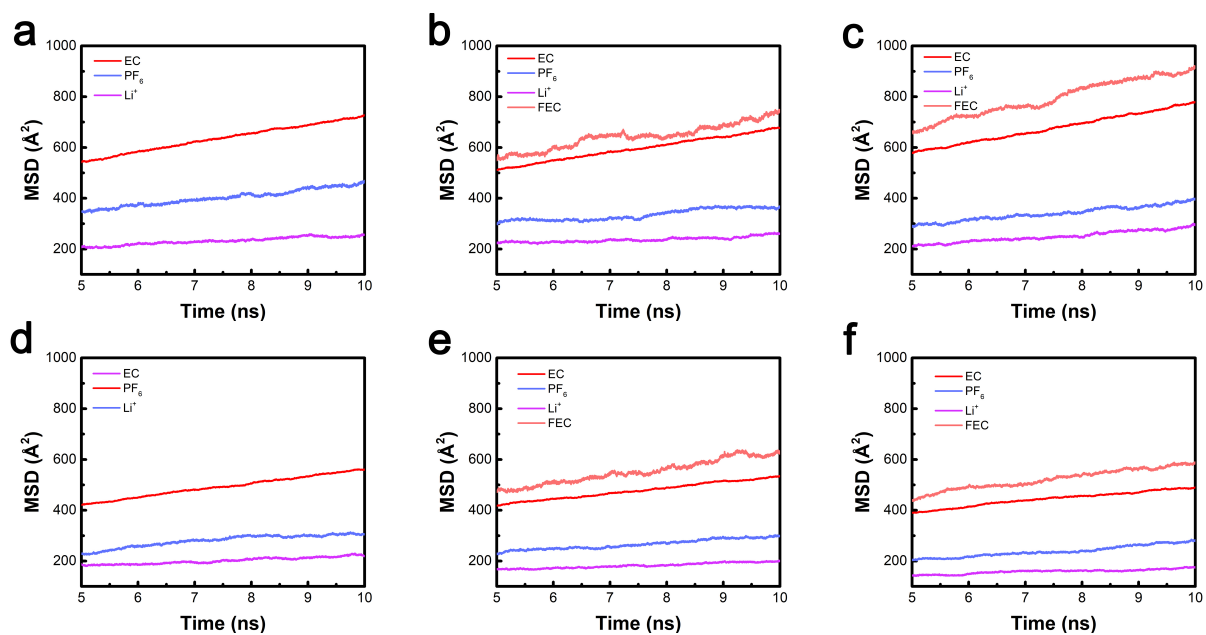 a
1000
800
600
400
200
MSD (Å²)
EC
PF₆
Li⁺
5 6 7 8 9 10
Time (ns)
b
1000
800
600
400
200
MSD (Å²)
EC
PF₆
Li⁺
FEC
5 6 7 8 9 10
Time (ns)
c
1000
800
600
400
200
MSD (Å²)
EC
PF₆
Li⁺
FEC
5 6 7 8 9 10
Time (ns)
d
1000
800
600
400
200
MSD (Å²)
EC
PF₆
Li⁺
5 6 7 8 9 10
Time (ns)
e
1000
800
600
400
200
MSD (Å²)
EC
PF₆
Li⁺
FEC
5 6 7 8 9 10
Time (ns)
f
1000
800
600
400
200
MSD (Å²)
EC
PF₆
Li⁺
FEC
5 6 7 8 9 10
Time (ns)